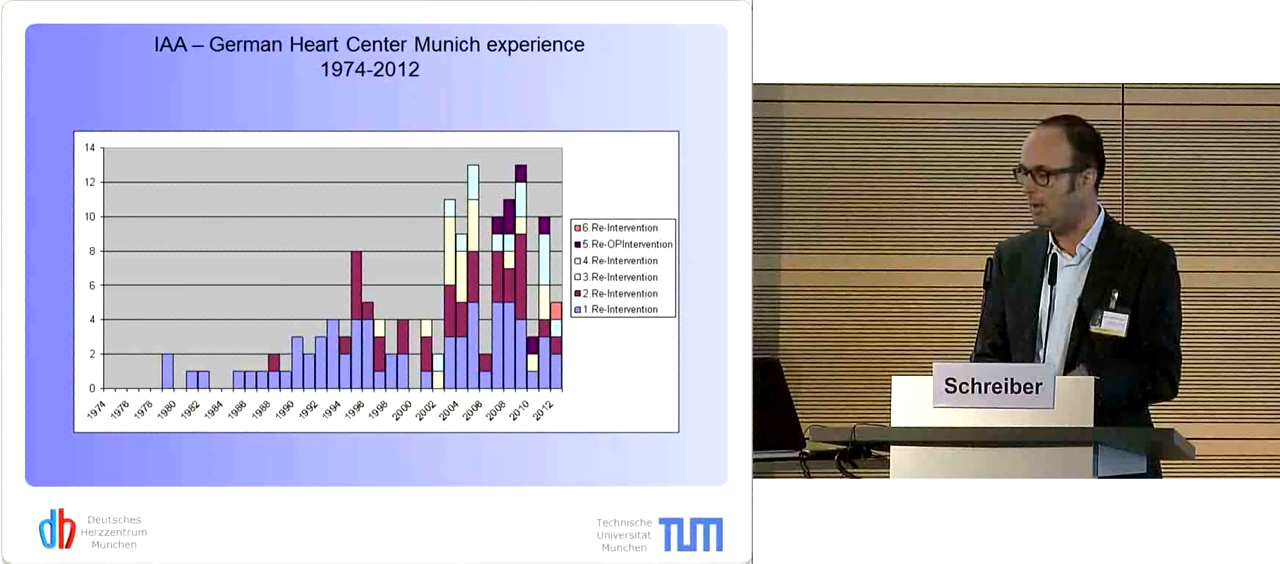 IAA – German Heart Center Munich experience
1974-2012
14
12
10
8
6
4
2
0
1974
1976
1978
1980
1982
1984
1986
1988
1990
1992
1994
1996
1998
2000
2002
2004
2006
2008
2010
2012
6.Re-Intervention
5.Re-OPIntervention
4.Re-Intervention
3.Re-Intervention
2.Re-Intervention
1.Re-Intervention
Deutsches
Herzzentrum
München
Technische
Universität
München
TUM
Schreiber